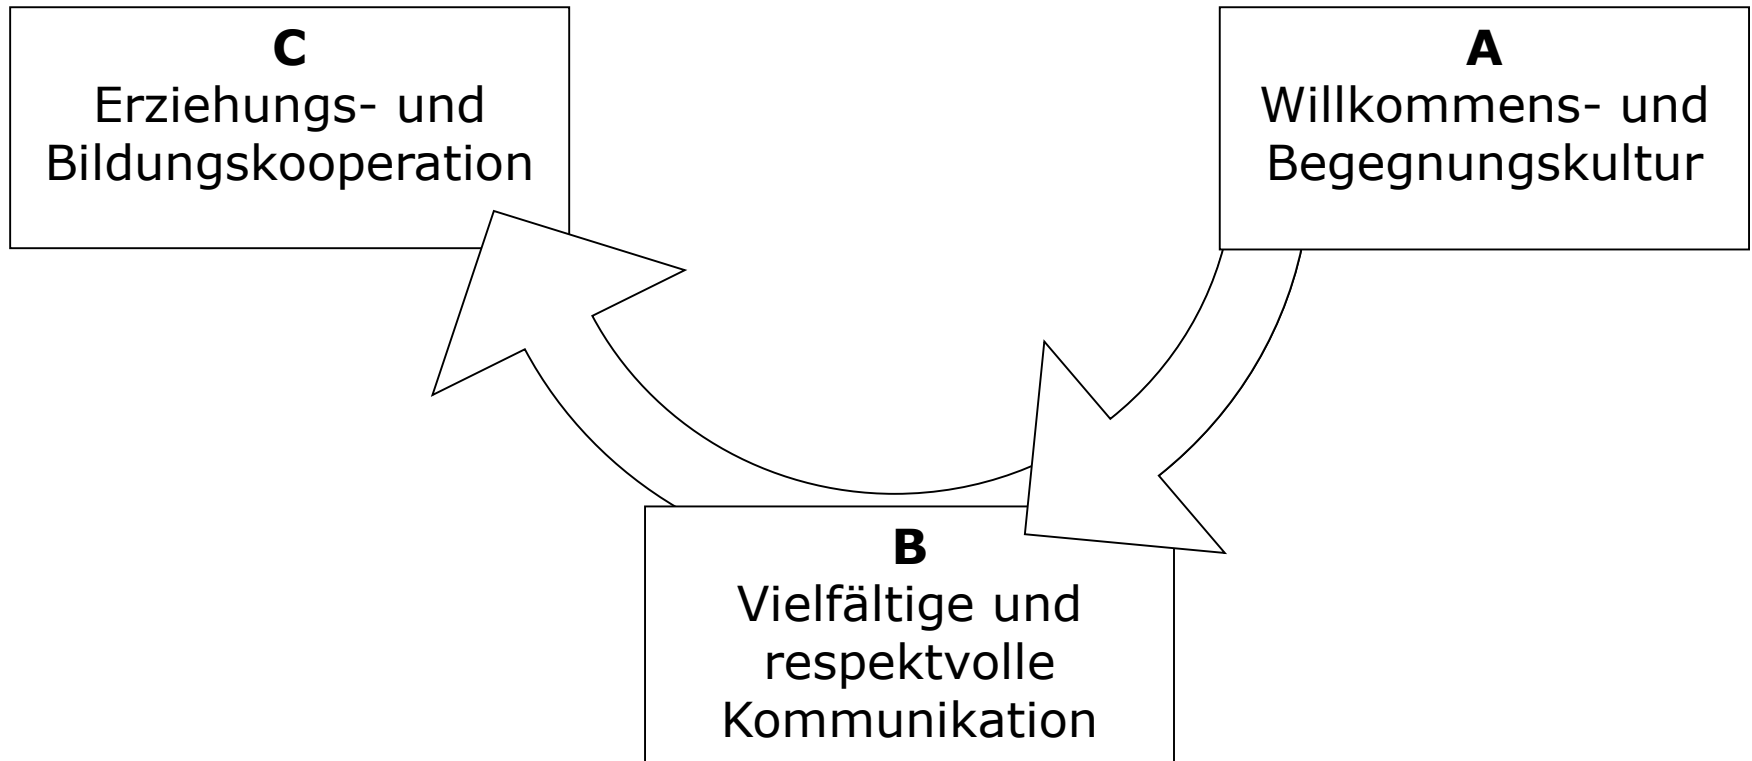 C
Erziehungs- und
Bildungskooperation
A
Willkommens- und
Begegnungskultur
B
Vielfältige und
respektvolle
Kommunikation